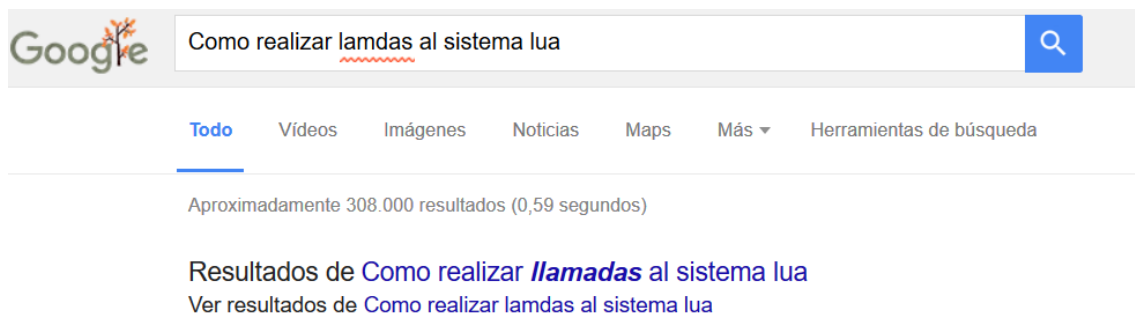 Google Como realizar lamdas al sistema lua
Todo Vídeos Imágenes Noticias Maps Más Herramientas de búsqueda
Aproximadamente 308.000 resultados (0,59 segundos)
Resultados de Como realizar llamadas al sistema lua
Ver resultados de Como realizar lamdas al sistema lua